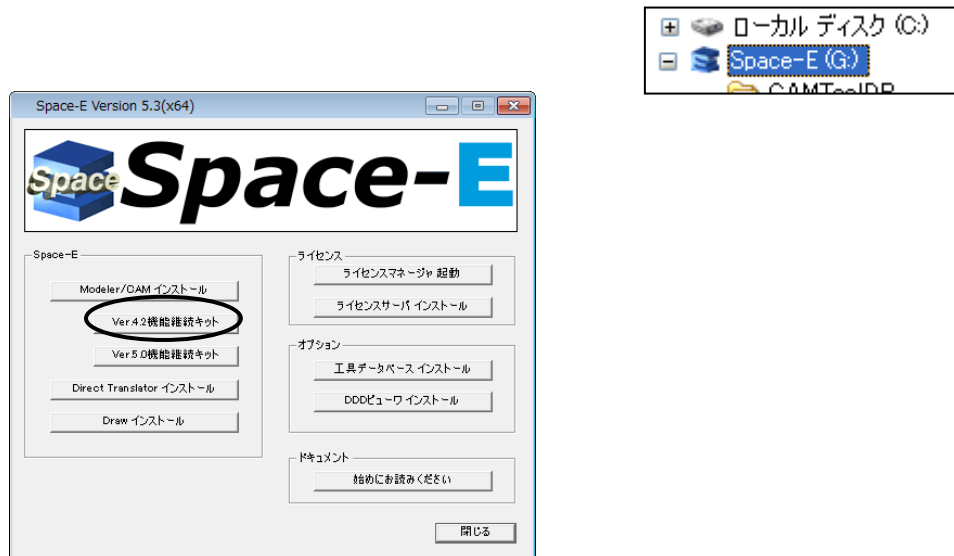 ローカル ディスク (C:)
Space-E (G:)
CAMToolDB
Space-E Version 5.3(x64)
Space
Space-E
Space-E
Modeler/CAM インストール
Ver.4.2機能継続キット
Ver.5.0機能継続キット
Direct Translator インストール
Draw インストール
ライセンス
ライセンスマネージャ 起動
ライセンスサーバ インストール
オプション
工具データベース インストール
DDDビューワ インストール
ドキュメント
始めにお読みください
閉じる